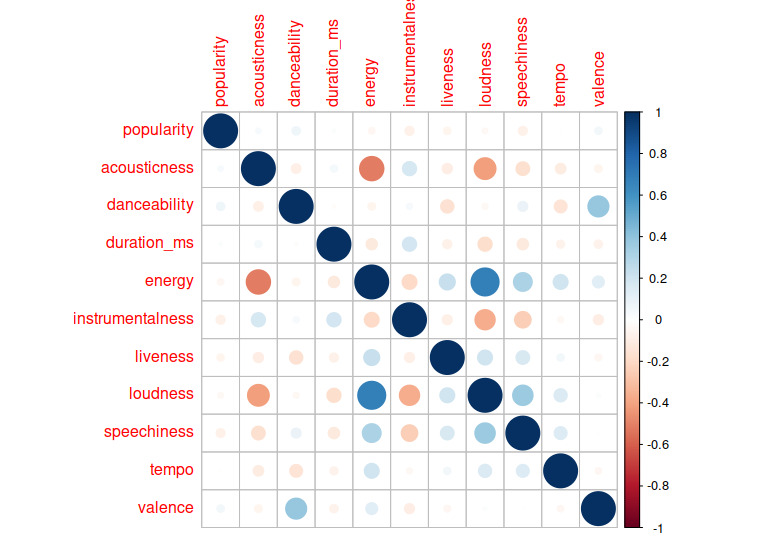 popularity
acousticness
danceability
duration_ms
energy
instrumentalnes
liveness
loudness
speechiness
tempo
valence
popularity
acousticness
danceability
duration_ms
energy
instrumentalness
liveness
loudness
speechiness
tempo
valence
1
0.8
0.6
0.4
0.2
0
-0.2
-0.4
-0.6
-0.8
-1